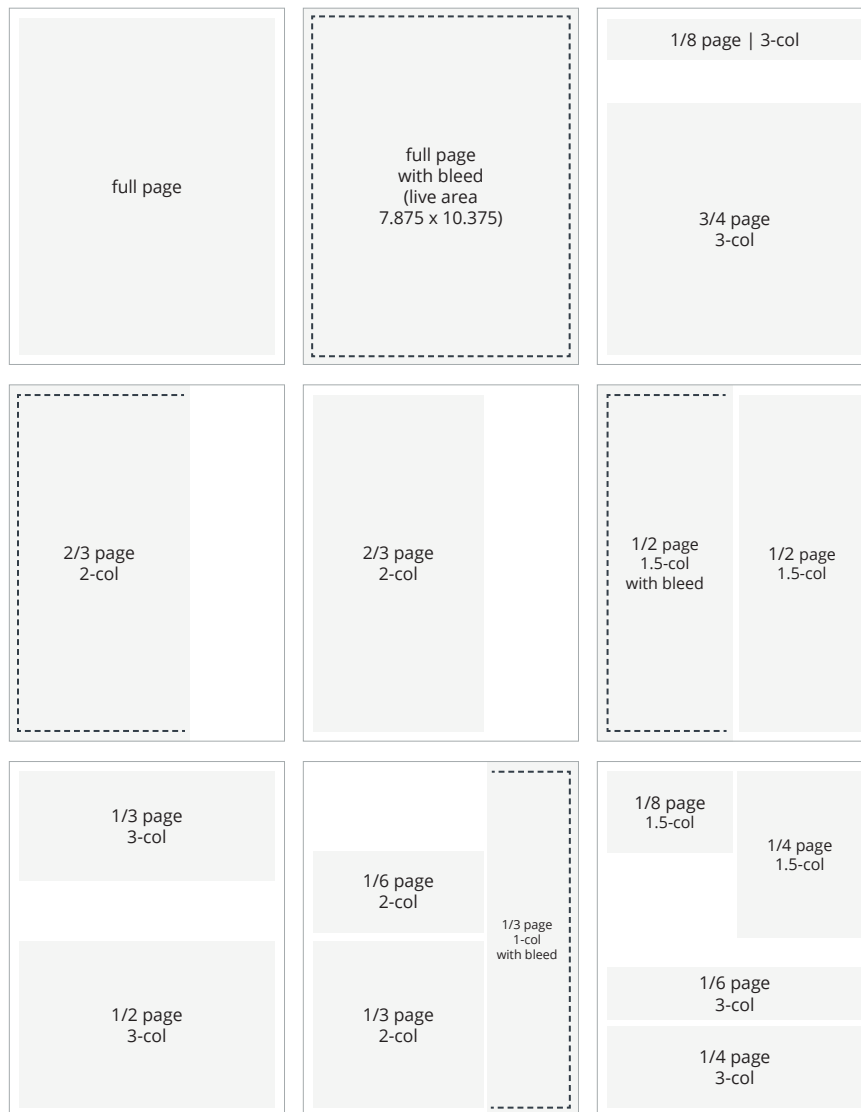 full page
full page
with bleed
(live area
7.875 x 10.375)
1/8 page | 3-col
3/4 page
3-col
2/3 page
2-col
2/3 page
2-col
1/2 page
1.5-col
with bleed
1/2 page
1.5-col
1/3 page
3-col
1/2 page
3-col
1/6 page
2-col
1/3 page
2-col
1/3 page
1-col
with bleed
1/8 page
1.5-col
1/4 page
1.5-col
1/6 page
3-col
1/4 page
3-col